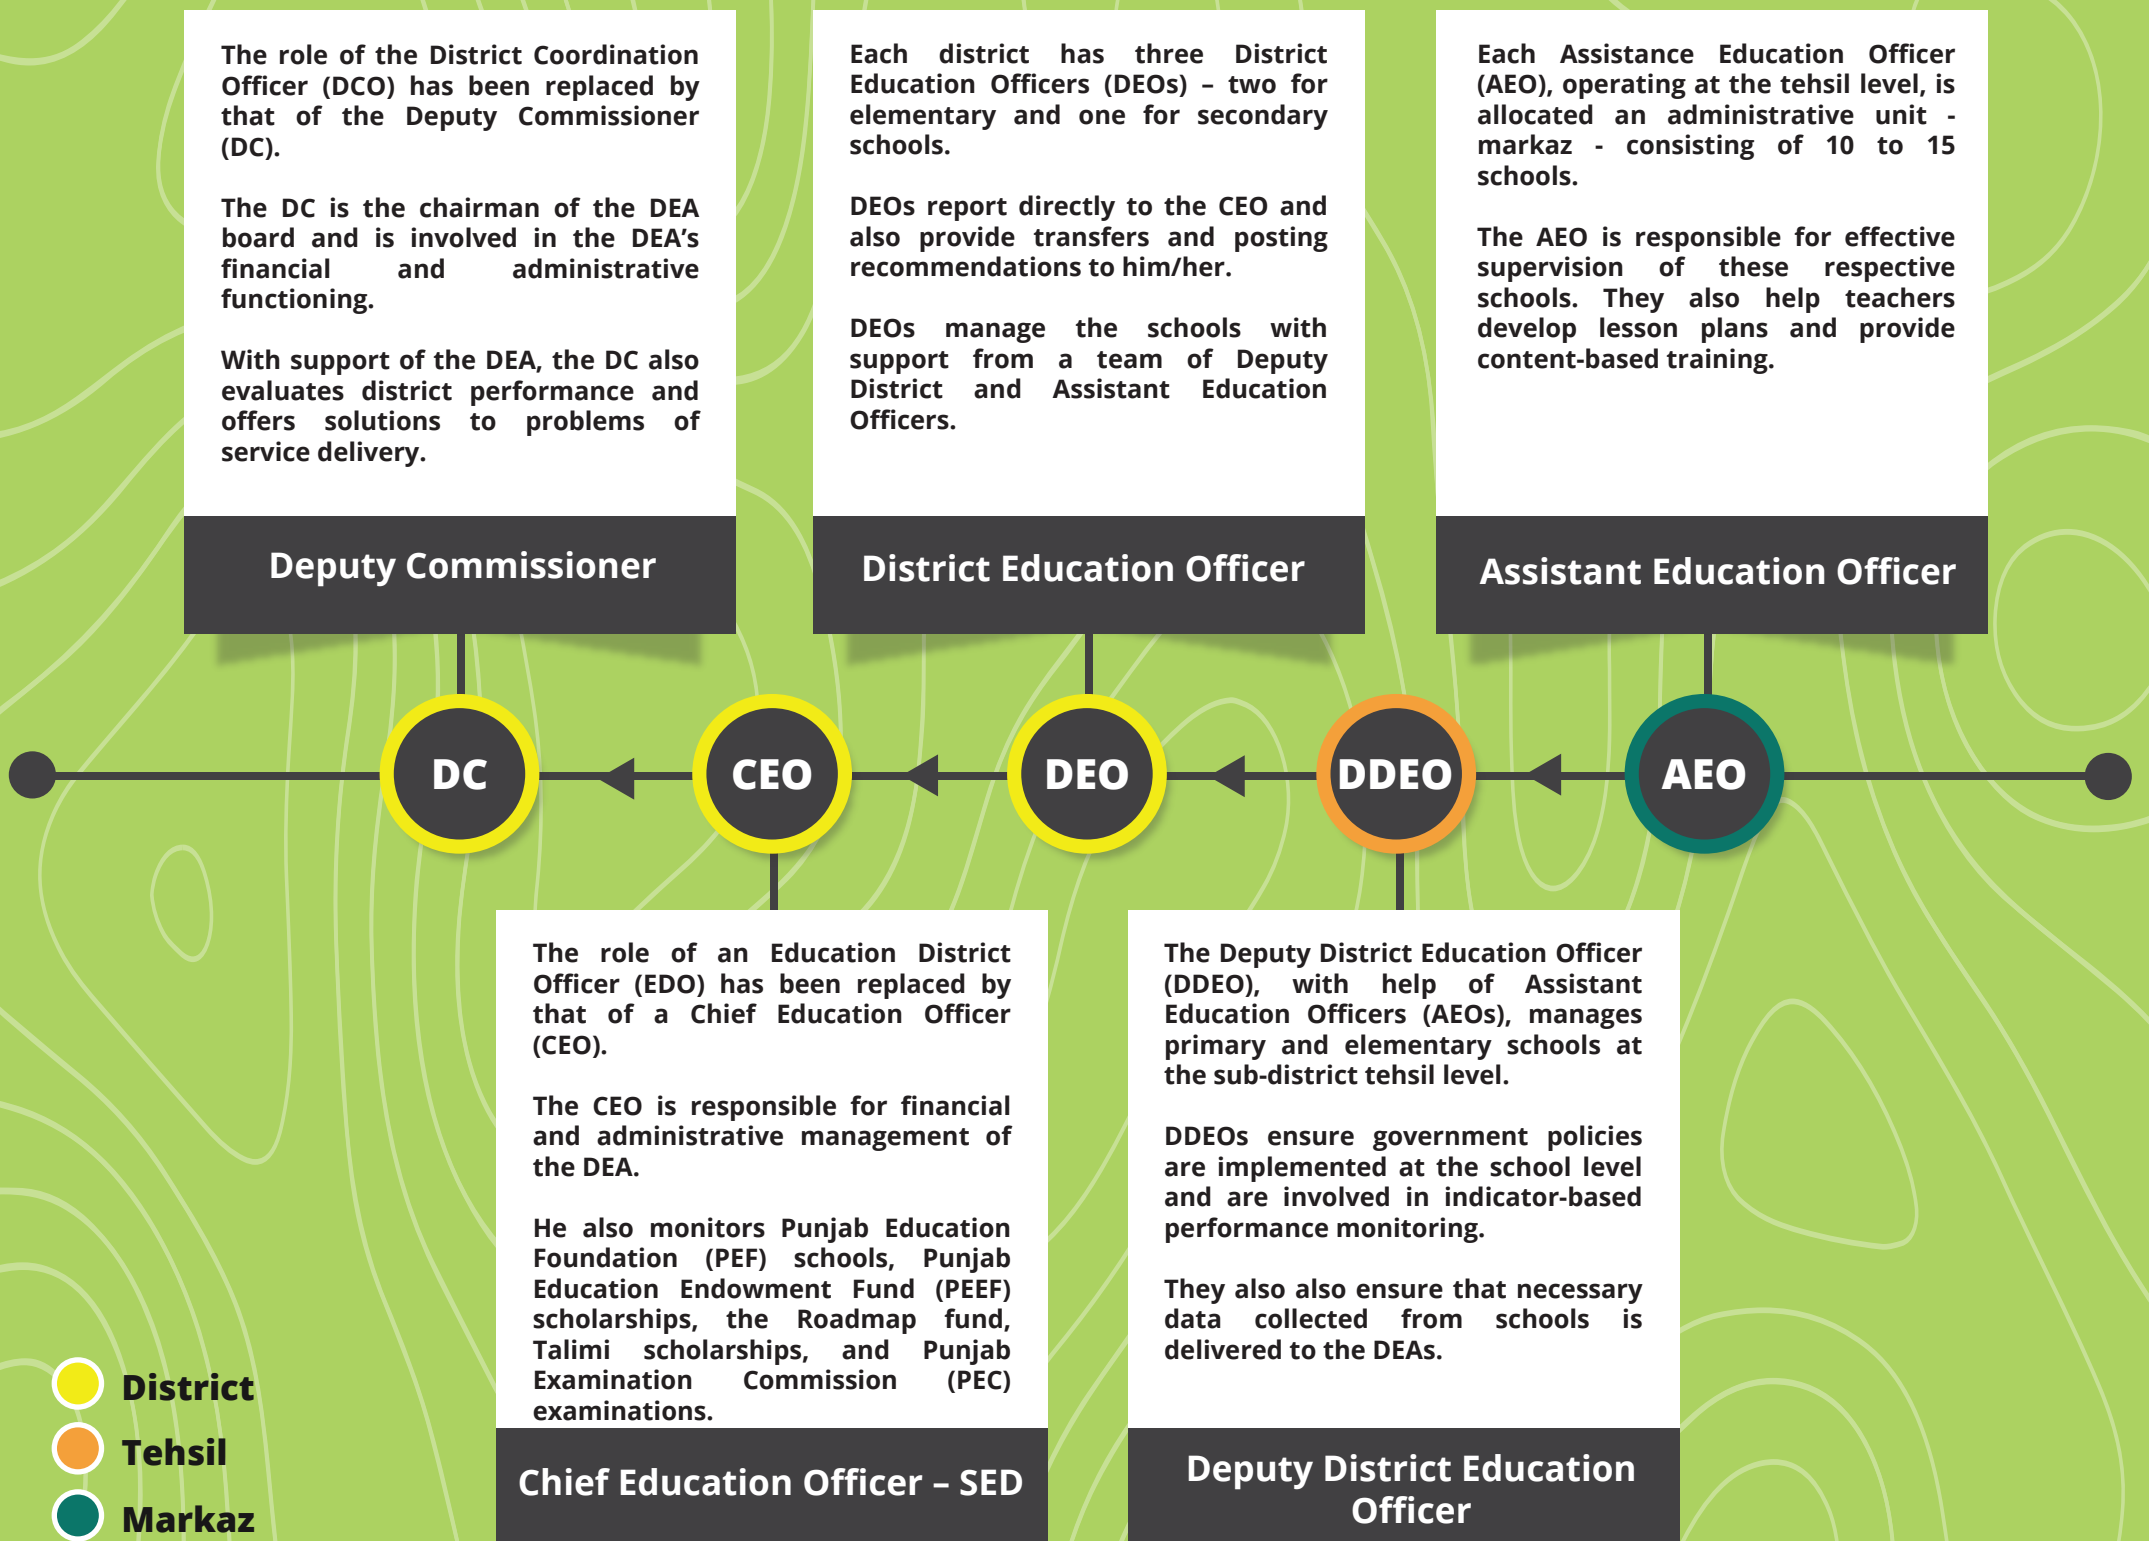 The role of the District Coordination
Officer (DCO) has been replaced by
that of the Deputy Commissioner
(DC).
The DC is the chairman of the DEA
board and is involved in the DEA’s
financial and administrative
functioning.
With support of the DEA, the DC also
evaluates district performance and
offers solutions to problems of
service delivery.
Deputy Commissioner
Each district has three District
Education Officers (DEOs) – two for
elementary and one for secondary
schools.
DEOs report directly to the CEO and
also provide transfers and posting
recommendations to him/her.
DEOs manage the schools with
support from a team of Deputy
District and Assistant Education
Officers.
District Education Officer
Each Assistance Education Officer
(AEO), operating at the tehsil level, is
allocated an administrative unit -
markaz - consisting of 10 to 15
schools.
The AEO is responsible for effective
supervision of these respective
schools. They also help teachers
develop lesson plans and provide
content-based training.
Assistant Education Officer
DC
CEO
DEO
DDEO
AEO
The role of an Education District
Officer (EDO) has been replaced by
that of a Chief Education Officer
(CEO).
The CEO is responsible for financial
and administrative management of
the DEA.
He also monitors Punjab Education
Foundation (PEF) schools, Punjab
Education Endowment Fund (PEEF)
scholarships, the Roadmap fund,
Talimi scholarships, and Punjab
Examination Commission (PEC)
examinations.
Chief Education Officer – SED
The Deputy District Education Officer
(DDEO), with help of Assistant
Education Officers (AEOs), manages
primary and elementary schools at
the sub-district tehsil level.
DDEOs ensure government policies
are implemented at the school level
and are involved in indicator-based
performance monitoring.
They also also ensure that necessary
data collected from schools is
delivered to the DEAs.
Deputy District Education
Officer
District
Tehsil
Markaz